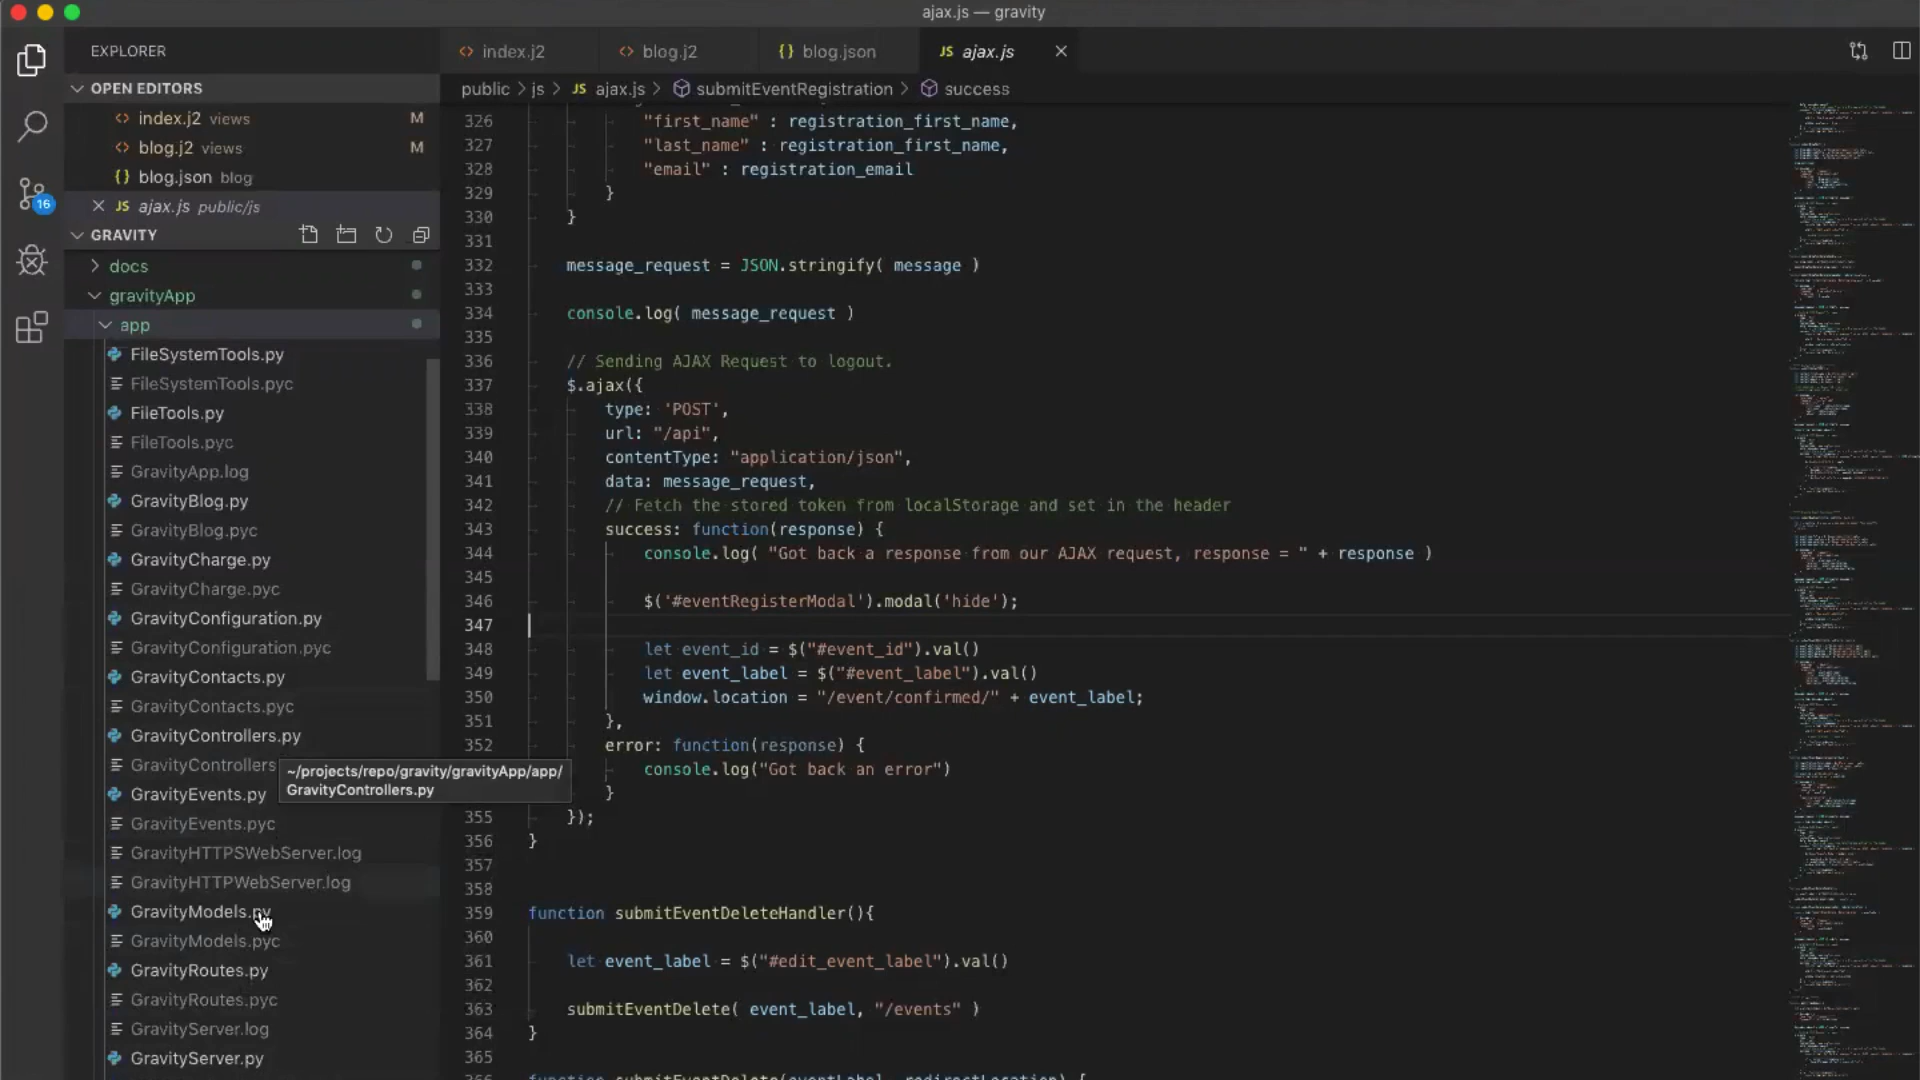 ajax.js — gravity
EXPLORER
OPEN EDITORS
index.j2 views M
blog.j2 views M
{} blog.json blog
JS ajax.js public/js
16
GRAVITY
docs
gravityApp
app
FileSystemTools.py
FileSystemTools.pyc
FileTools.py
FileTools.pyc
GravityApp.log
GravityBlog.py
GravityBlog.pyc
GravityCharge.py
GravityCharge.pyc
GravityConfiguration.py
GravityConfiguration.pyc
GravityContacts.py
GravityContacts.pyc
GravityControllers.py
GravityControllers
~/projects/repo/gravity/gravityApp/app/
GravityControllers.py
GravityEvents.py
GravityEvents.pyc
GravityHTTPSWebServer.log
GravityHTTPWebServer.log
GravityModels.py
GravityModels.pyc
GravityRoutes.py
GravityRoutes.pyc
GravityServer.log
GravityServer.py
<> index.j2 <> blog.j2 {} blog.json JS ajax.js ×
public > js > JS ajax.js > submitEventRegistration > success
326 "first_name" : registration_first_name,
327 "last_name" : registration_first_name,
328 "email" : registration_email
329 }
330 }
331
332 message_request = JSON.stringify( message )
333
334 console.log( message_request )
335
336 // Sending AJAX Request to logout.
337 $.ajax({
338 type: 'POST',
339 url: "/api",
340 contentType: "application/json",
341 data: message_request,
342 // Fetch the stored token from localStorage and set in the header
343 success: function(response) {
344 console.log( "Got back a response from our AJAX request, response = " + response )
345
346 $('#eventRegisterModal').modal('hide');
347
348 let event_id = $("#event_id").val()
349 let event_label = $("#event_label").val()
350 window.location = "/event/confirmed/" + event_label;
351 },
352 error: function(response) {
console.log("Got back an error")
}
355 });
356 }
357
358
359 function submitEventDeleteHandler(){
360
361 let event_label = $("#edit_event_label").val()
362
363 submitEventDelete( event_label, "/events" )
364 }
365